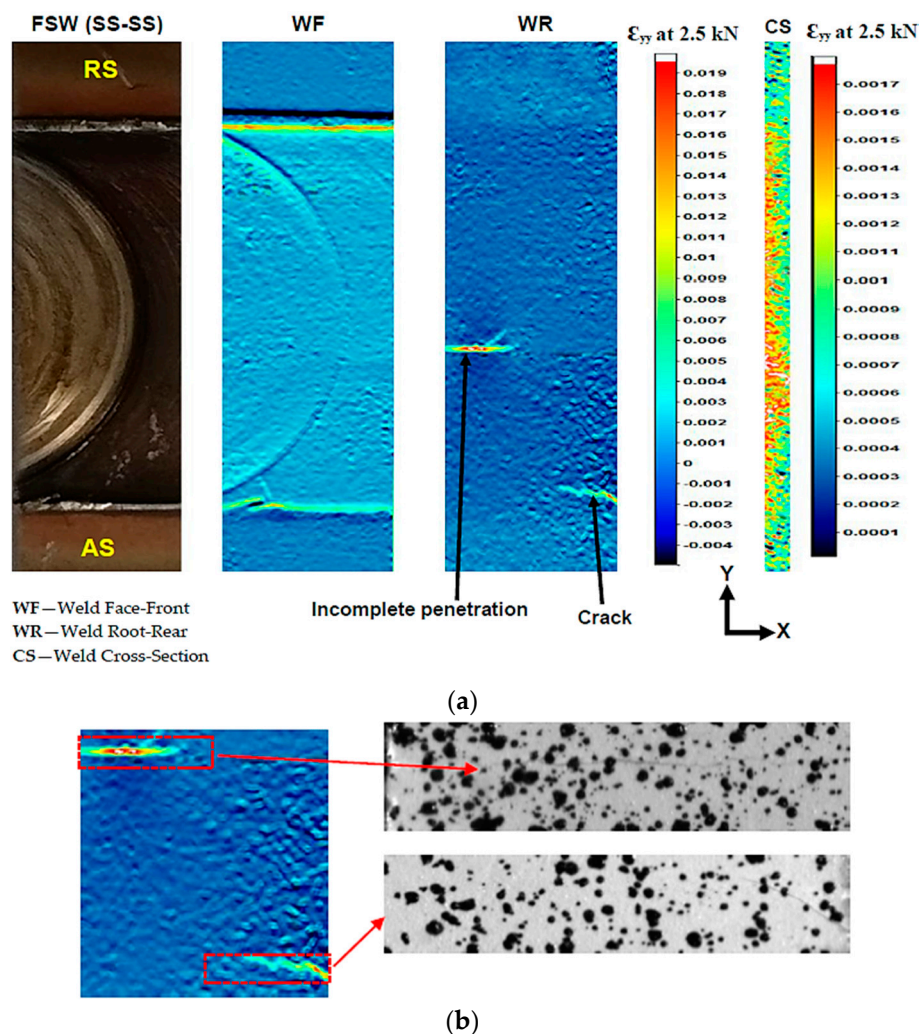 FSW (SS-SS)
WF
WR
Ɛyy at 2.5 kN
CS
Ɛyy at 2.5 kN
RS
AS
0.019
0.017
0.016
0.015
0.014
0.013
0.012
0.011
0.01
0.009
0.008
0.007
0.006
0.005
0.004
0.003
0.002
0.001
0
-0.001
-0.002
-0.003
-0.004
0.0017
0.0016
0.0015
0.0014
0.0013
0.0012
0.0011
0.001
0.0009
0.0008
0.0007
0.0006
0.0005
0.0004
0.0003
0.0002
0.0001
Incomplete penetration
Crack
Y
X
WF—Weld Face-Front
WR—Weld Root-Rear
CS—Weld Cross-Section
(a)
(b)